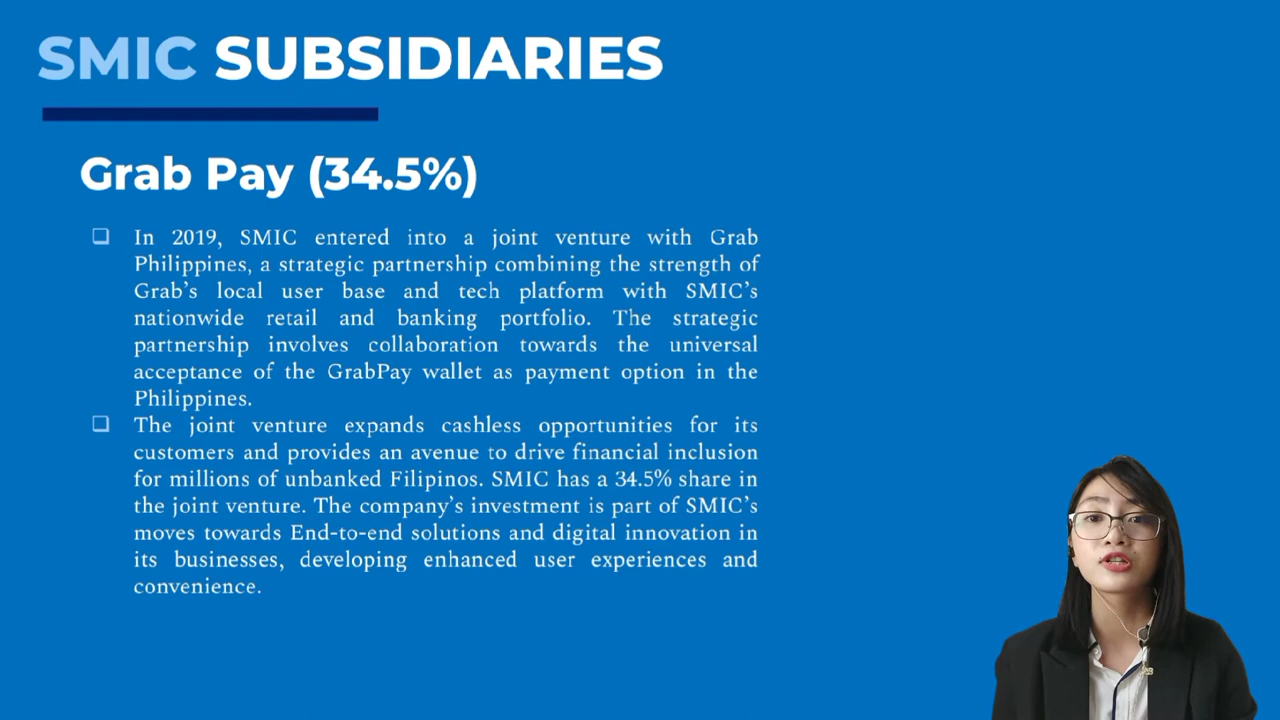 SMIC SUBSIDIARIES
Grab Pay (34.5%)
In 2019, SMIC entered into a joint venture with Grab
Philippines, a strategic partnership combining the strength of
Grab's local user base and tech platform with SMIC's
nationwide retail and banking portfolio. The strategic
partnership involves collaboration towards the universal
acceptance of the GrabPay wallet as payment option in the
Philippines.
The joint venture expands cashless opportunities for its
customers and provides an avenue to drive financial inclusion
for millions of unbanked Filipinos. SMIC has a 34.5% share in
the joint venture. The company's investment is part of SMIC's
moves towards End-to-end solutions and digital innovation in
its businesses, developing enhanced user experiences and
convenience.